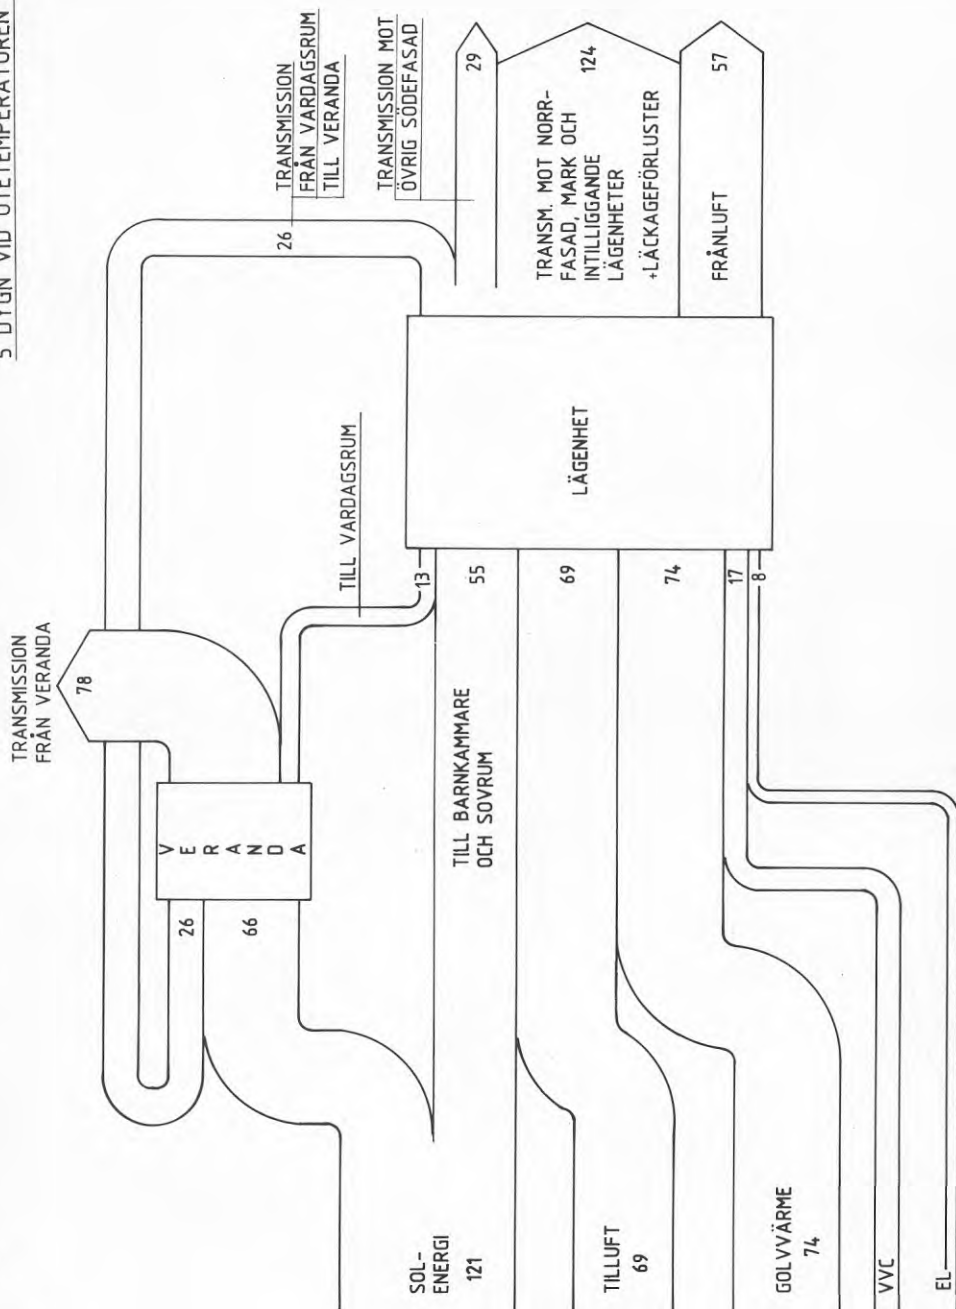 5 DYGN VID UTETEMPERATUREN
TRANSMISSION
FRÅN VERANDA
78
TRANSMISSION
FRÅN VARDAGSRUM
TILL VERANDA
26
TRANSMISSION MOT
ÖVRIG SÖDEFASAD
29
124
57
TRANSM. MOT NORR-
FASAD, MARK OCH
INTILLIGGANDE
LÄGENHETER
+LÄCKAGEFÖRLUSTER
FRÅNLUFT
VERANDA
26
66
TILL VARDAGSRUM
LÄGENHET
13
55
69
74
17
8
TILL BARNKAMMARE
OCH SOVRUM
SOL-
ENERGI
121
TILLUFT
69
GOLVVÄRME
74
VVC
EL